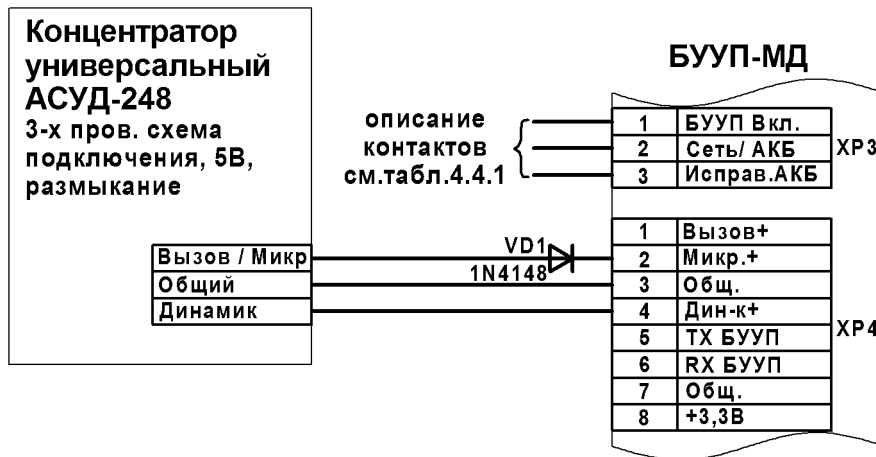 Концентратор
универсальный
АСУД-248
3-х пров. схема
подключения, 5В,
размыкание
Вызов / Микр
Общий
Динамик
описание
контактов
см.табл.4.4.1
VD1
1N4148
БУУП-МД
1 БУУП Вкл.
2 Сеть/ АКБ
3 Исправ.АКБ
XP3
1 Вызов+
2 Микр.+
3 Общ.
4 Дин-к+
5 TX БУУП
6 RX БУУП
7 Общ.
8 +3,3В
XP4